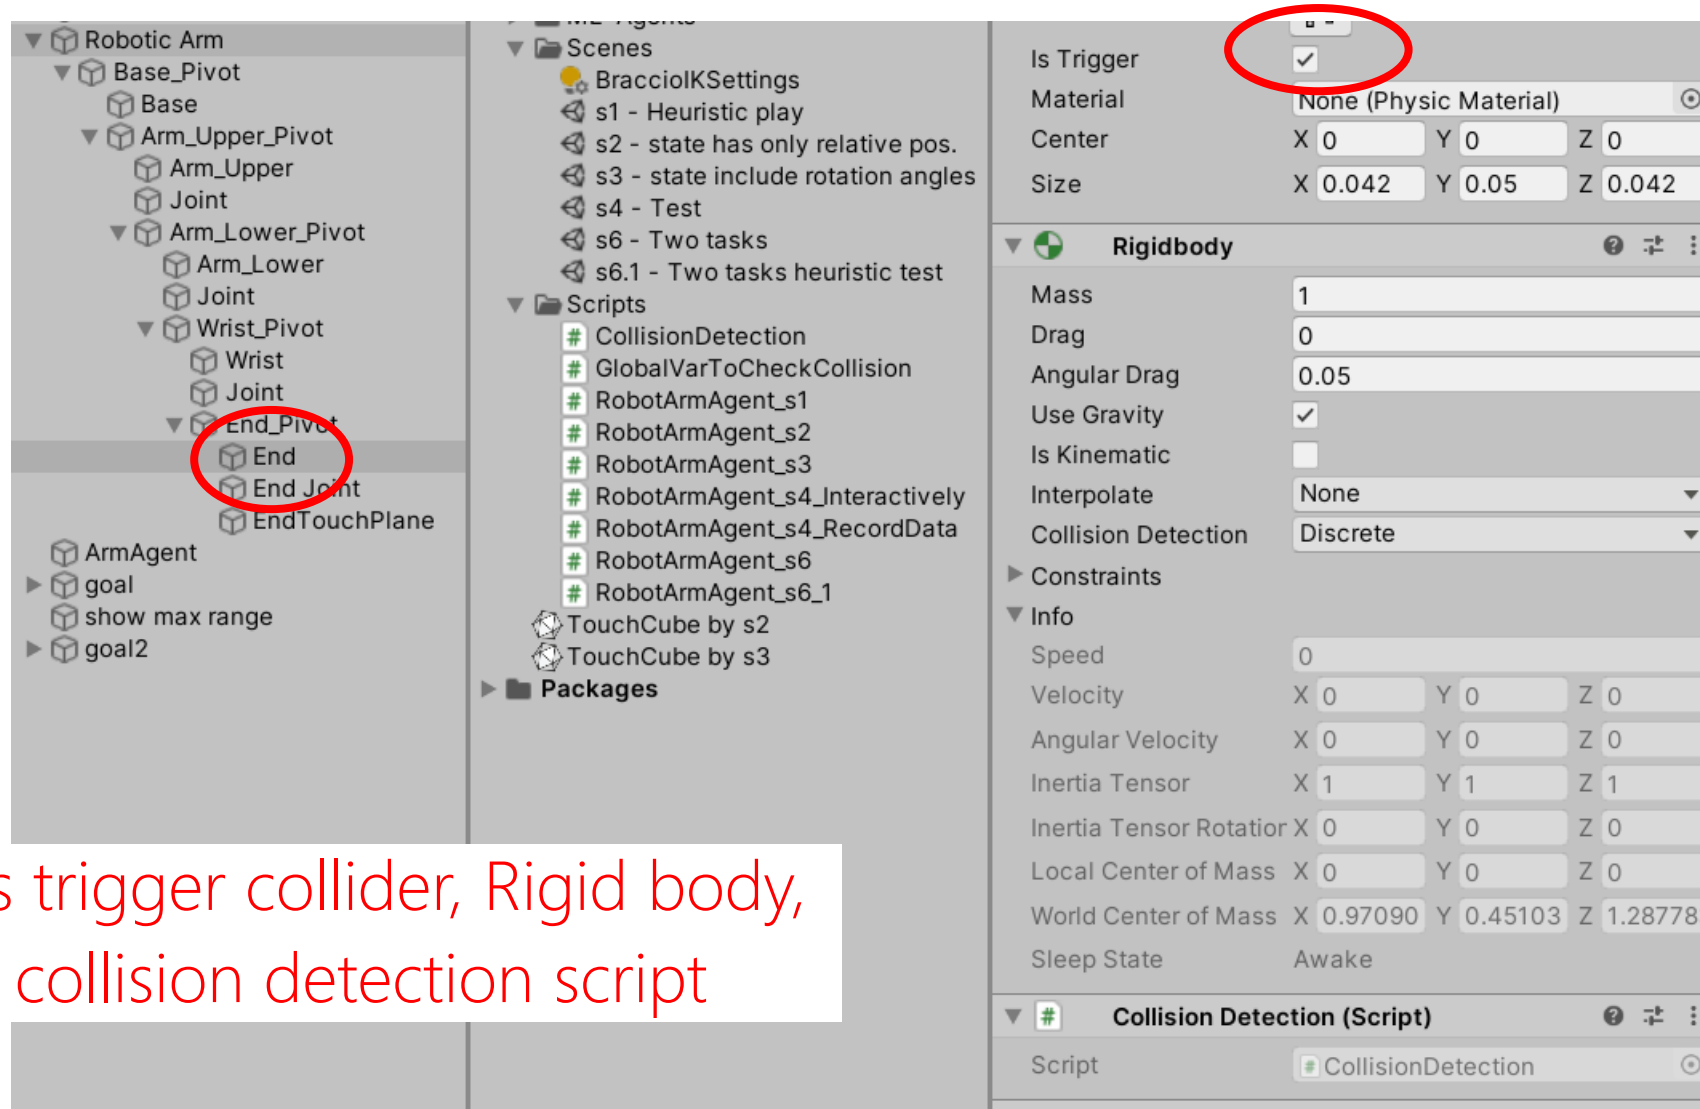 Robotic Arm
Base_Pivot
Base
Arm_Upper_Pivot
Arm_Upper
Joint
Arm_Lower_Pivot
Arm_Lower
Joint
Wrist_Pivot
Wrist
Joint
End_Pivot
End
End Joint
EndTouchPlane
ArmAgent
goal
show max range
goal2
ML-Agents
Scenes
BraccioIKSettings
s1 - Heuristic play
s2 - state has only relative pos.
s3 - state include rotation angles
s4 - Test
s6 - Two tasks
s6.1 - Two tasks heuristic test
Scripts
# CollisionDetection
# GlobalVarToCheckCollision
# RobotArmAgent_s1
# RobotArmAgent_s2
# RobotArmAgent_s3
# RobotArmAgent_s4_Interactively
# RobotArmAgent_s4_RecordData
# RobotArmAgent_s6
# RobotArmAgent_s6_1
TouchCube by s2
TouchCube by s3
Packages
Is Trigger
Material None (Physic Material)
Center X 0 Y 0 Z 0
Size X 0.042 Y 0.05 Z 0.042
Rigidbody
Mass 1
Drag 0
Angular Drag 0.05
Use Gravity
Is Kinematic
Interpolate None
Collision Detection Discrete
Constraints
Info
Speed 0
Velocity X 0 Y 0 Z 0
Angular Velocity X 0 Y 0 Z 0
Inertia Tensor X 1 Y 1 Z 1
Inertia Tensor Rotation X 0 Y 0 Z 0
Local Center of Mass X 0 Y 0 Z 0
World Center of Mass X 0.97090 Y 0.45103 Z 1.28778
Sleep State Awake
# Collision Detection (Script)
Script # CollisionDetection
s trigger collider, Rigid body,
collision detection script